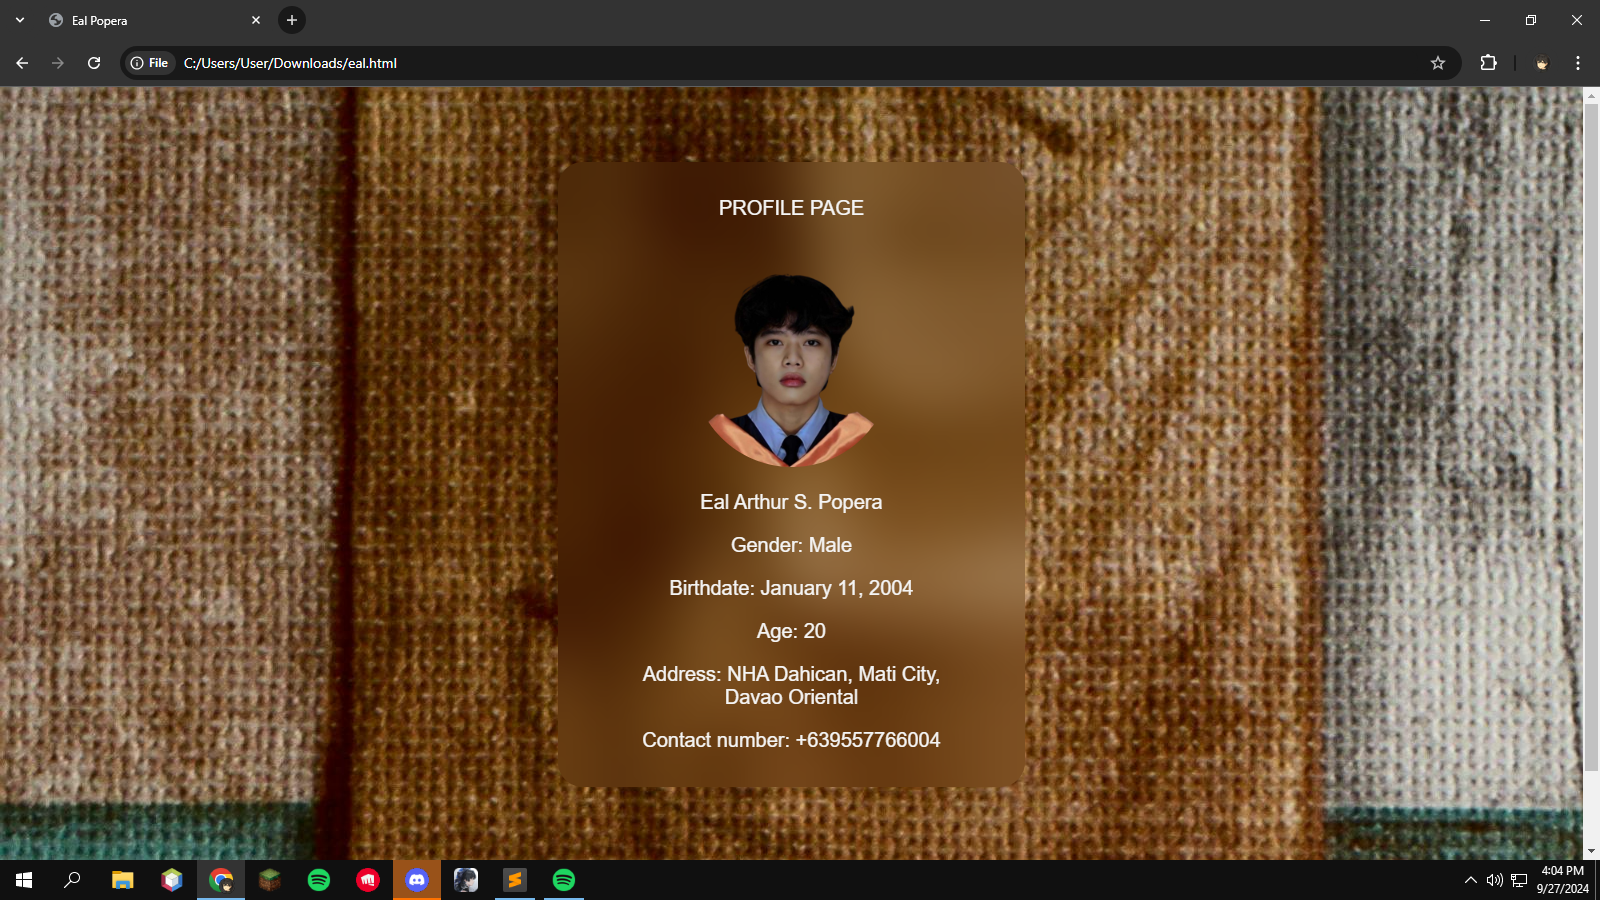 Eal Popera
File
C:/Users/User/Downloads/eal.html
PROFILE PAGE
Eal Arthur S. Popera
Gender: Male
Birthdate: January 11, 2004
Age: 20
Address: NHA Dahican, Mati City,
Davao Oriental
Contact number: +639557766004
4:04 PM
9/27/2024